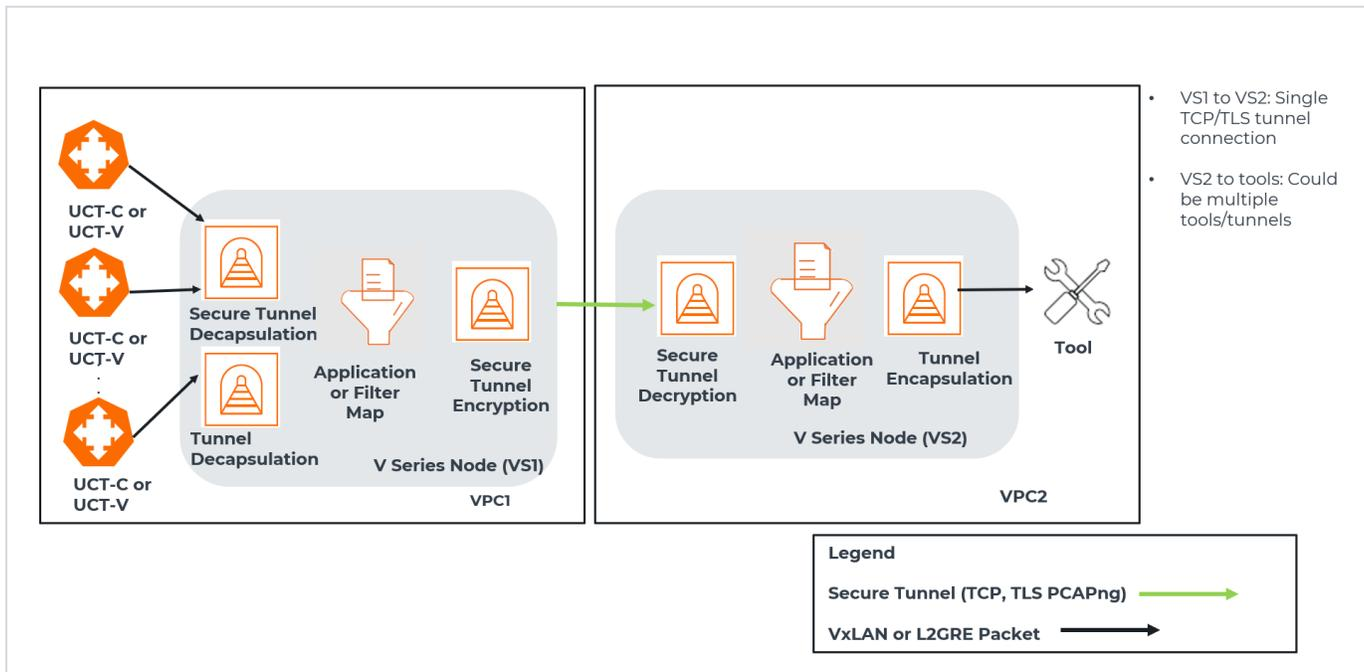 UCT-C or
UCT-V
UCT-C or
UCT-V
UCT-C or
UCT-V
Secure Tunnel
Decapsulation
Tunnel
Decapsulation
Application
or Filter
Map
Secure
Tunnel
Encryption
V Series Node (VS1)
VPC1
Secure
Tunnel
Decryption
Application
or Filter
Map
Tunnel
Encapsulation
V Series Node (VS2)
VPC2
Tool
• VS1 to VS2: Single
TCP/TLS tunnel
connection
• VS2 to tools: Could
be multiple
tools/tunnels
Legend
Secure Tunnel (TCP, TLS PCAPng)
VxLAN or L2GRE Packet